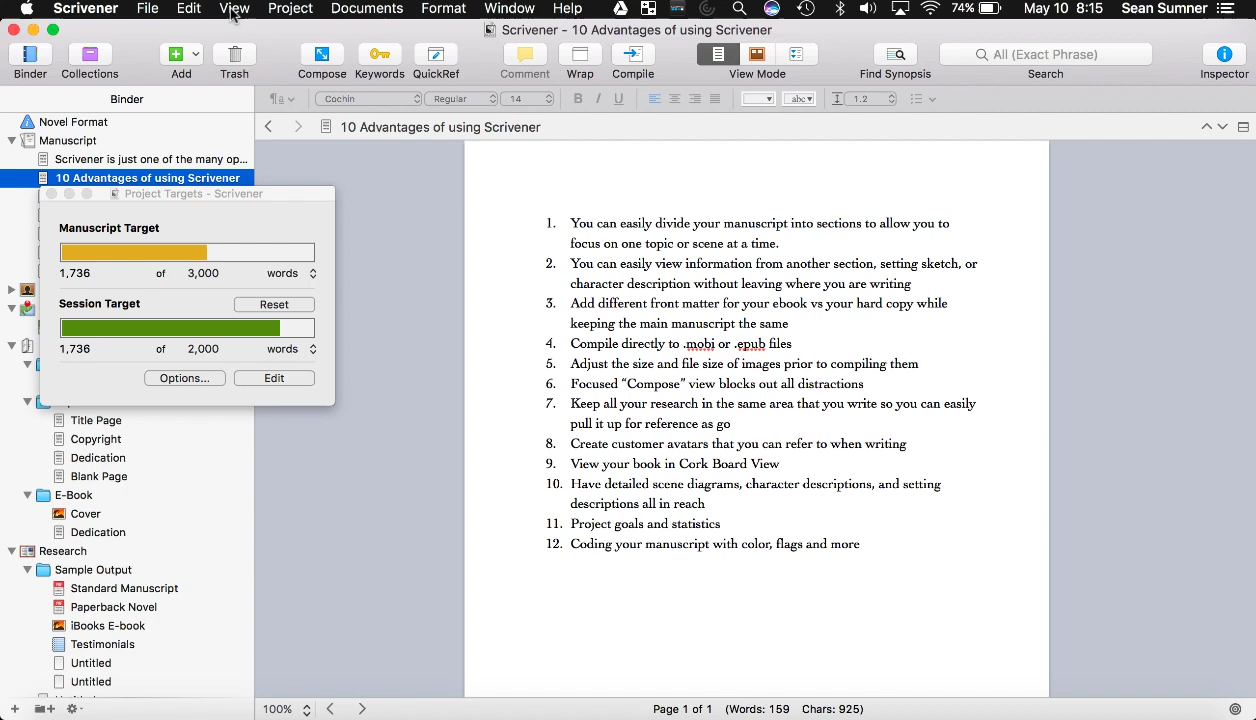 Scrivener File Edit View Project Documents Format Window Help 74% May 10 8:15 Sean Sumner
Scrivener - 10 Advantages of using Scrivener
Binder Collections Add Trash Compose Keywords QuickRef Comment Wrap Compile View Mode Find Synopsis All (Exact Phrase) Search Inspector
Binder
¶a Cochin Regular 14 B I U abc 1.2
10 Advantages of using Scrivener
Novel Format
Manuscript
Scrivener is just one of the many op...
10 Advantages of using Scrivener
Project Targets - Scrivener
Manuscript Target
1,736 of 3,000 words
Session Target Reset
1,736 of 2,000 words
Options... Edit
Title Page
Copyright
Dedication
Blank Page
E-Book
Cover
Dedication
Research
Sample Output
Standard Manuscript
Paperback Novel
iBooks E-book
Testimonials
Untitled
Untitled
1. You can easily divide your manuscript into sections to allow you to
focus on one topic or scene at a time.
2. You can easily view information from another section, setting sketch, or
character description without leaving where you are writing
3. Add different front matter for your ebook vs your hard copy while
keeping the main manuscript the same
4. Compile directly to .mobi or .epub files
5. Adjust the size and file size of images prior to compiling them
6. Focused “Compose” view blocks out all distractions
7. Keep all your research in the same area that you write so you can easily
pull it up for reference as go
8. Create customer avatars that you can refer to when writing
9. View your book in Cork Board View
10. Have detailed scene diagrams, character descriptions, and setting
descriptions all in reach
11. Project goals and statistics
12. Coding your manuscript with color, flags and more
100% Page 1 of 1 (Words: 159 Chars: 925)